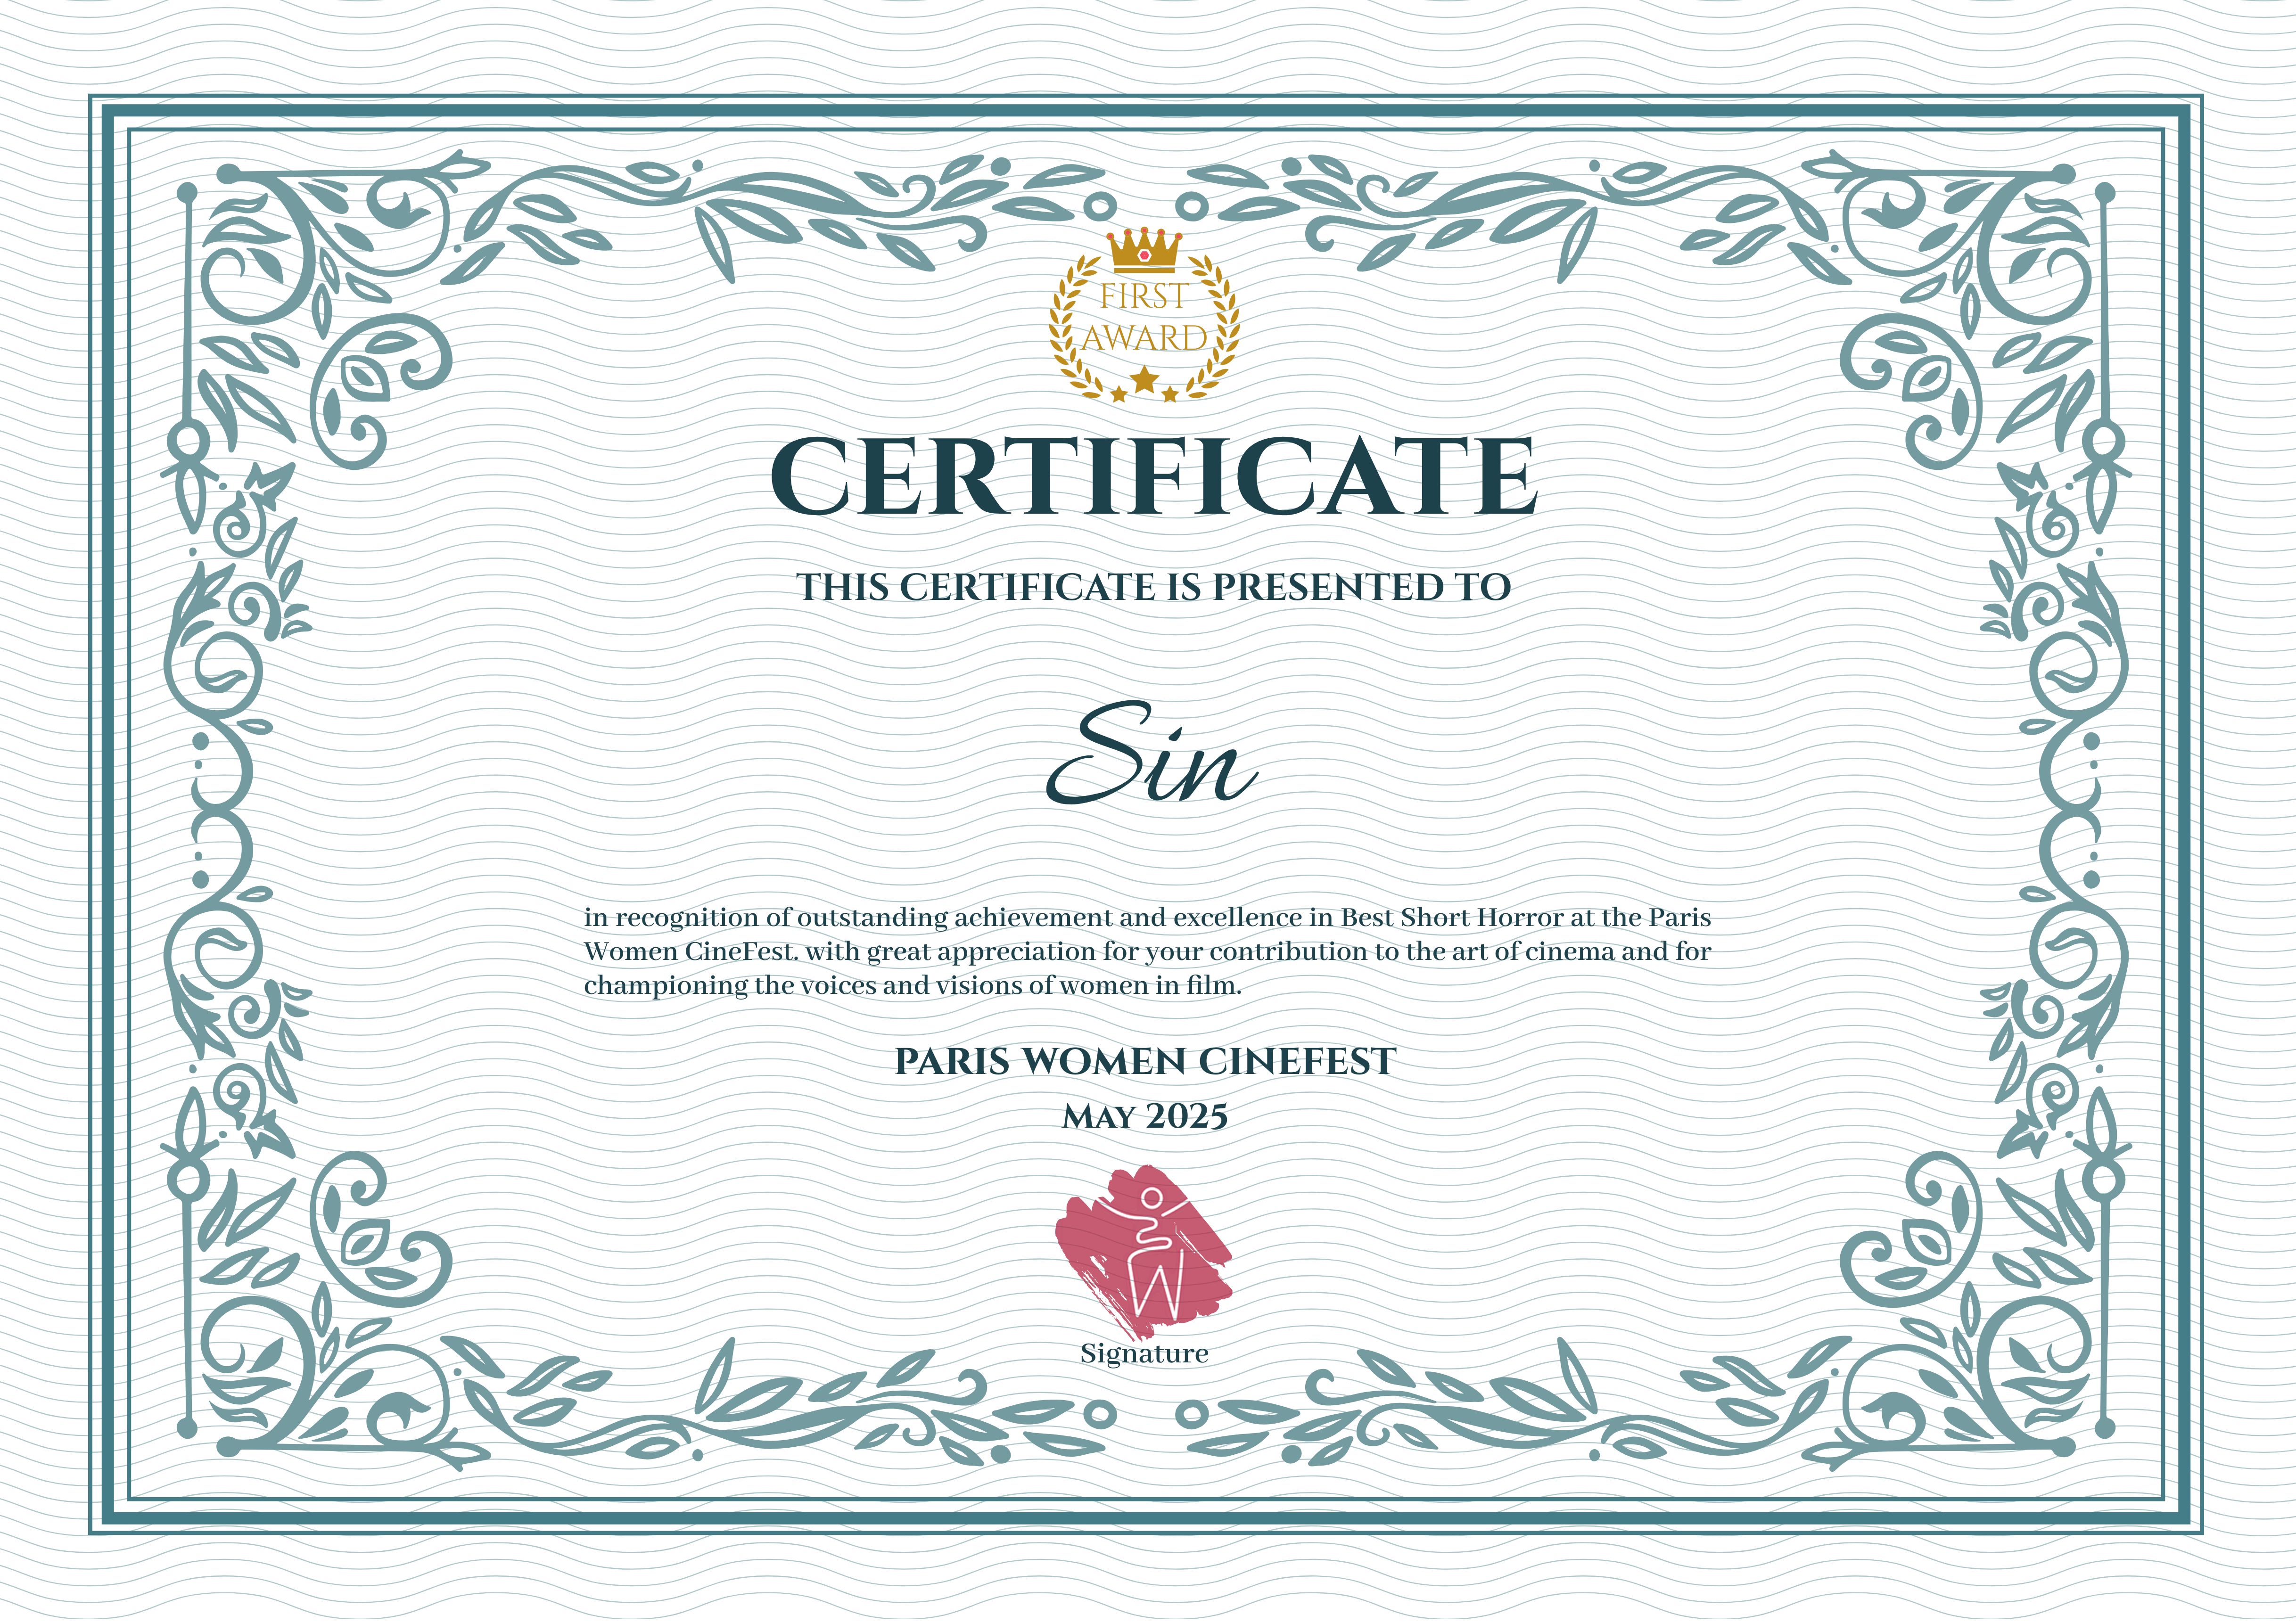 FIRST
AWARD
CERTIFICATE
THIS CERTIFICATE IS PRESENTED TO
Sin
in recognition of outstanding achievement and excellence in Best Short Horror at the Paris
Women CineFest. with great appreciation for your contribution to the art of cinema and for
championing the voices and visions of women in film.
PARIS WOMEN CINEFEST
MAY 2025
Signature